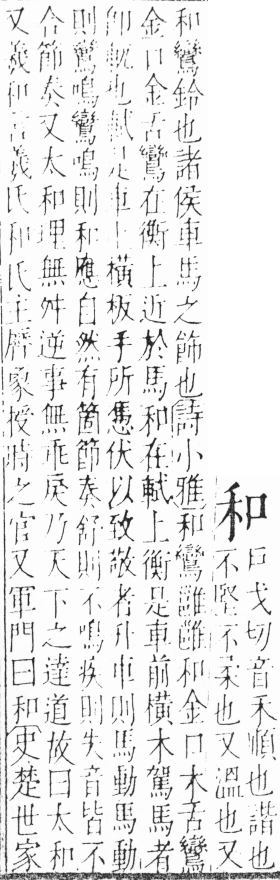 和
戶戈切音禾順也諧也
不堅不柔也又溫也又
和鸞鈴也諸侯車馬之飾也詩小雅和鸞雝雝和金口木舌鸞
金口金舌鸞在衡上近於馬和在軾上衡是車前橫木駕馬者
卽軛也軾是車上橫板手所憑伏以致敬者升車則馬動馬動
則鸞鳴鸞鳴則和應自然有箇節奏舒則不鳴疾則失音皆不
合節奏又太和理無舛逆事無乖戾乃天下之達道故曰太和
又羲和古羲氏和氏主曆象授時之官又軍門曰和史楚世家